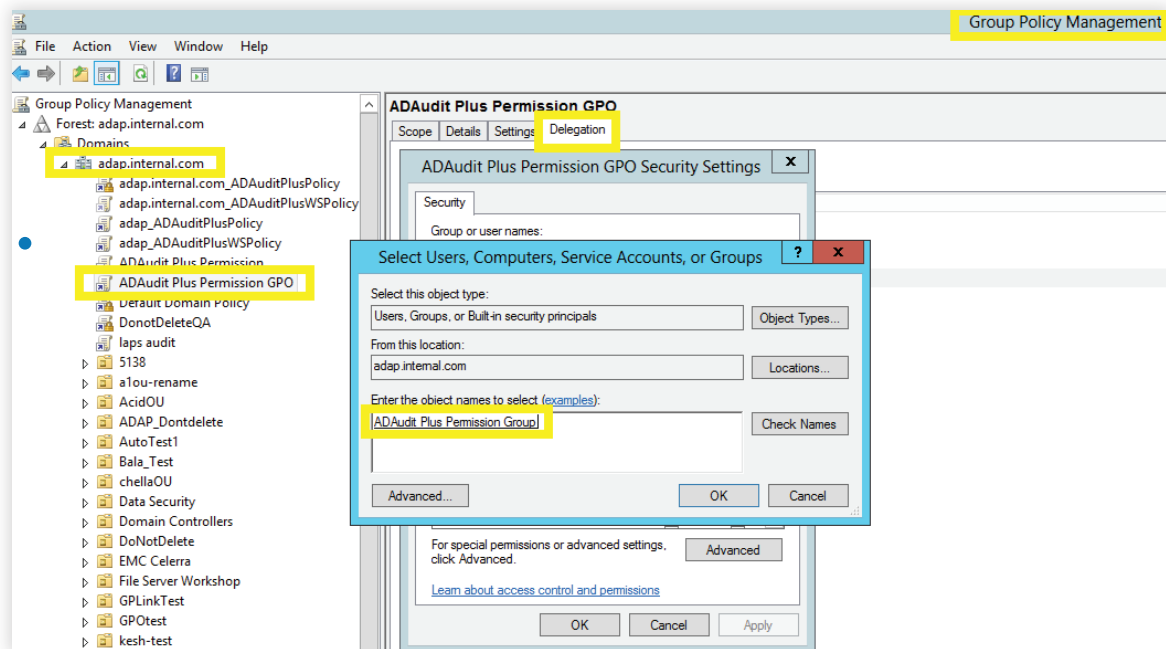 Group Policy Management
File Action View Window Help
Group Policy Management
Forest: adap.internal.com
Domains
adap.internal.com
adap.internal.com_ADAuditPlusPolicy
adap.internal.com_ADAuditPlusWSPolicy
adap_ADAuditPlusPolicy
adap_ADAuditPlusWSPolicy
ADAudit Plus Permission
ADAudit Plus Permission GPO
Default Domain Policy
DonotDeleteQA
laps audit
5138
a1ou-rename
AcidOU
ADAP_Dontdelete
AutoTest1
Bala_Test
chellaOU
Data Security
Domain Controllers
DoNotDelete
EMC Celerra
File Server Workshop
GPLinkTest
GPOtest
kesh-test
ADAudit Plus Permission GPO
Scope Details Settings Delegation
ADAudit Plus Permission GPO Security Settings x
Security
Group or user names:
Select Users, Computers, Service Accounts, or Groups ? x
Select this object type:
Users, Groups, or Built-in security principals Object Types...
From this location:
adap.internal.com Locations...
Enter the object names to select (examples):
ADAudit Plus Permission Group Check Names
Advanced... OK Cancel
For special permissions or advanced settings, Advanced
click Advanced.
Learn about access control and permissions
OK Cancel Apply